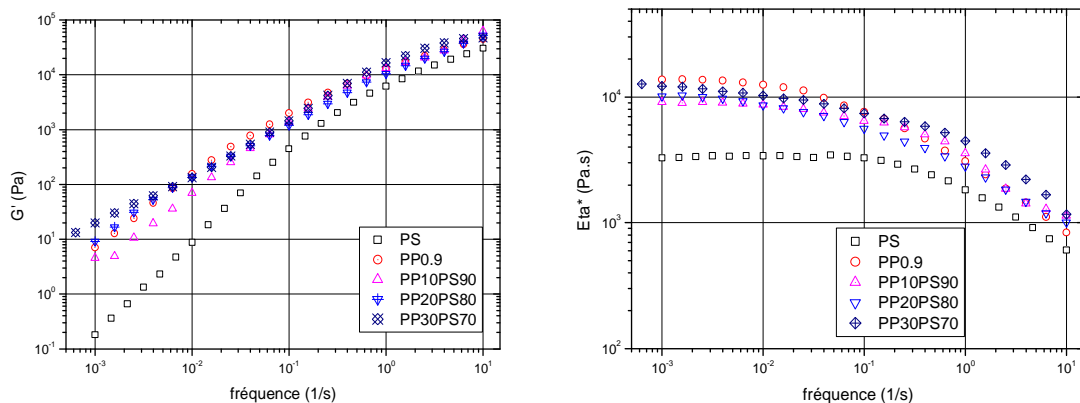 G' (Pa)
10^5
10^4
10^3
10^2
10^1
10^0
10^-1
10^-3
10^-2
10^-1
10^0
10^1
fréquence (1/s)
PS
PP0.9
PP10PS90
PP20PS80
PP30PS70
Eta* (Pa.s)
10^4
10^3
10^2
10^-3
10^-2
10^-1
10^0
10^1
fréquence (1/s)
PS
PP0.9
PP10PS90
PP20PS80
PP30PS70